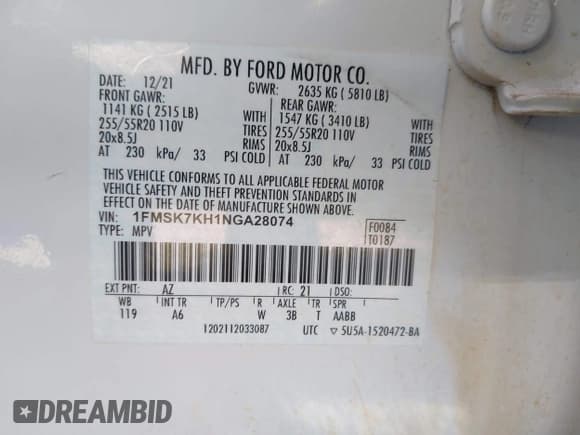 MFD. BY FORD MOTOR CO.
DATE: 12/21 GVWR: 2635 KG ( 5810 LB)
FRONT GAWR: REAR GAWR:
1141 KG ( 2515 LB) WITH 1547 KG ( 3410 LB) WITH
255/55R20 110V TIRES 255/55R20 110V TIRES
20x8.5J RIMS 20x8.5J RIMS
AT 230 kPa/ 33 PSI COLD AT 230 kPa/ 33 PSI COLD
THIS VEHICLE CONFORMS TO ALL APPLICABLE FEDERAL MOTOR
VEHICLE SAFETY AND THEFT PREVENTION STANDARDS IN
EFFECT ON THE DATE OF MANUFACTURE SHOWN ABOVE.
VIN: 1FMSK7KH1NGA28074 F0084
TYPE: MPV T0187
EXT PNT: AZ RC: 21 DSO:
WB INT TR TP/PS R AXLE TR SPR
119 A6 W 3B T AABB
1202112033087 UTC ▽ 5U5A-1520472-BA
DREAMBID